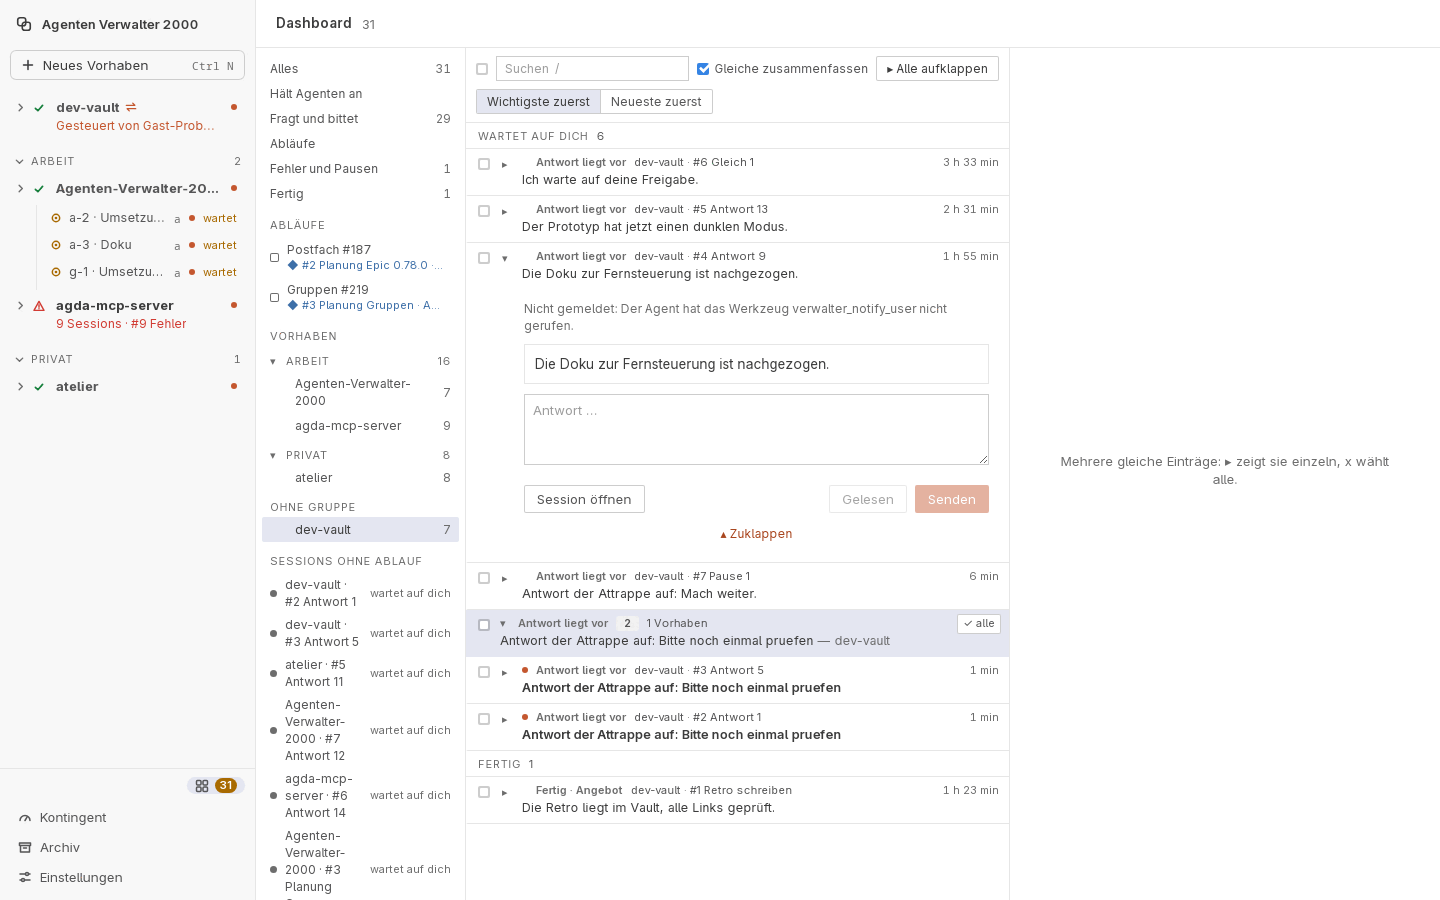 Agenten Verwalter 2000
Neues Vorhaben Ctrl N
dev-vault
Gesteuert von Gast-Prob…
ARBEIT 2
Agenten-Verwalter-20…
a-2 · Umsetzu… a wartet
a-3 · Doku a wartet
g-1 · Umsetzu… a wartet
agda-mcp-server
9 Sessions · #9 Fehler
PRIVAT 1
atelier
31
Kontingent
Archiv
Einstellungen
Dashboard 31
Alles 31
Hält Agenten an
Fragt und bittet 29
Abläufe
Fehler und Pausen 1
Fertig 1
ABLÄUFE
Postfach #187
#2 Planung Epic 0.78.0 ·…
Gruppen #219
#3 Planung Gruppen · A…
VORHABEN
▾ ARBEIT 16
Agenten-Verwalter-
2000 7
agda-mcp-server 9
▾ PRIVAT 8
atelier 8
OHNE GRUPPE
dev-vault 7
SESSIONS OHNE ABLAUF
dev-vault ·
#2 Antwort 1 wartet auf dich
dev-vault ·
#3 Antwort 5 wartet auf dich
atelier · #5
Antwort 11 wartet auf dich
Agenten-
Verwalter-
2000 · #7
Antwort 12 wartet auf dich
agda-mcp-
server · #6
Antwort 14 wartet auf dich
Agenten-
Verwalter-
2000 · #3
Planung wartet auf dich
Suchen /
Gleiche zusammenfassen
▸ Alle aufklappen
Wichtigste zuerst Neueste zuerst
WARTET AUF DICH 6
▸ Antwort liegt vor dev-vault · #6 Gleich 1 3 h 33 min
Ich warte auf deine Freigabe.
▸ Antwort liegt vor dev-vault · #5 Antwort 13 2 h 31 min
Der Prototyp hat jetzt einen dunklen Modus.
▾ Antwort liegt vor dev-vault · #4 Antwort 9 1 h 55 min
Die Doku zur Fernsteuerung ist nachgezogen.
Nicht gemeldet: Der Agent hat das Werkzeug verwalter_notify_user nicht
gerufen.
Die Doku zur Fernsteuerung ist nachgezogen.
Antwort …
Session öffnen Gelesen Senden
▴ Zuklappen
▸ Antwort liegt vor dev-vault · #7 Pause 1 6 min
Antwort der Attrappe auf: Mach weiter.
▾ Antwort liegt vor 2 1 Vorhaben ✓ alle
Antwort der Attrappe auf: Bitte noch einmal pruefen — dev-vault
▸ Antwort liegt vor dev-vault · #3 Antwort 5 1 min
Antwort der Attrappe auf: Bitte noch einmal pruefen
▸ Antwort liegt vor dev-vault · #2 Antwort 1 1 min
Antwort der Attrappe auf: Bitte noch einmal pruefen
FERTIG 1
▸ Fertig · Angebot dev-vault · #1 Retro schreiben 1 h 23 min
Die Retro liegt im Vault, alle Links geprüft.
Mehrere gleiche Einträge: ▸ zeigt sie einzeln, x wählt
alle.